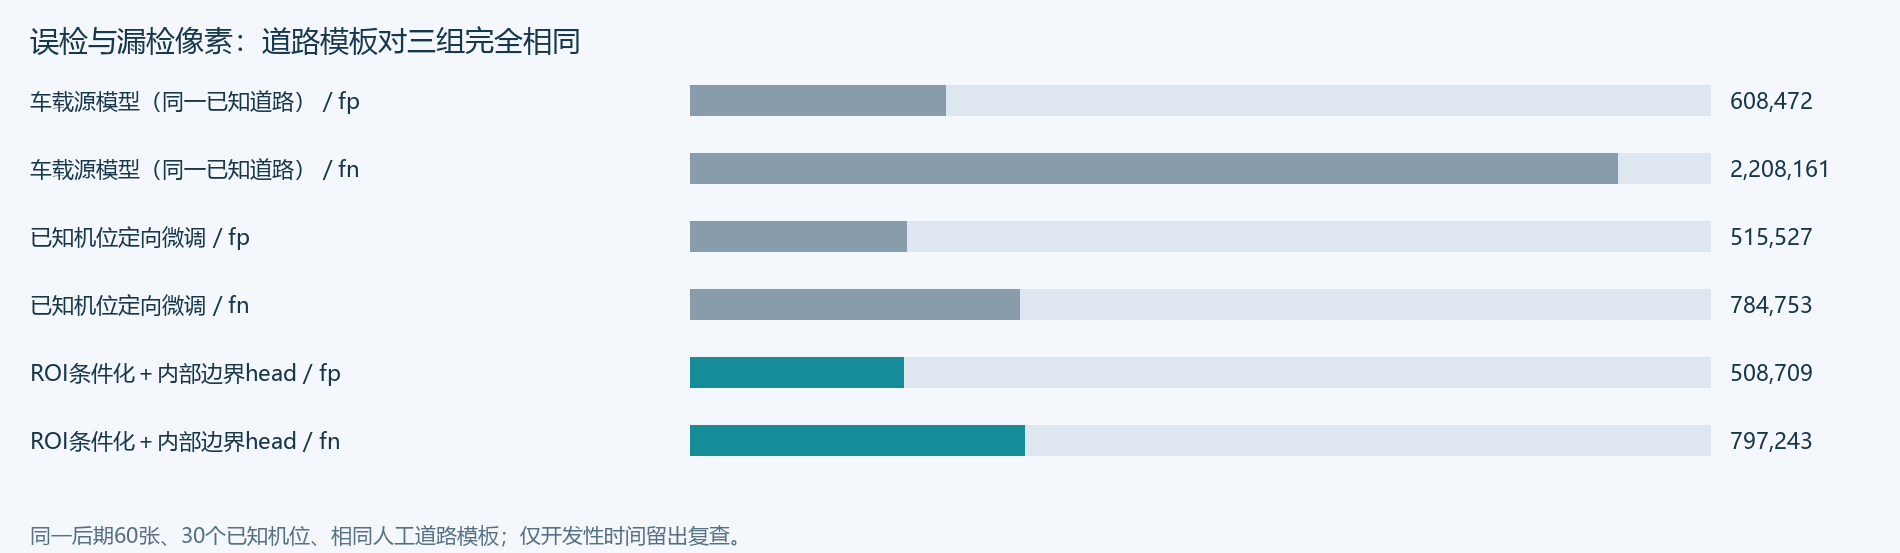 误检与漏检像素：道路模板对三组完全相同
车载源模型（同一已知道路） / fp 608,472
车载源模型（同一已知道路） / fn 2,208,161
已知机位定向微调 / fp 515,527
已知机位定向微调 / fn 784,753
ROI条件化 + 内部边界head / fp 508,709
ROI条件化 + 内部边界head / fn 797,243
同一后期60张、30个已知机位、相同人工道路模板；仅开发性时间留出复查。